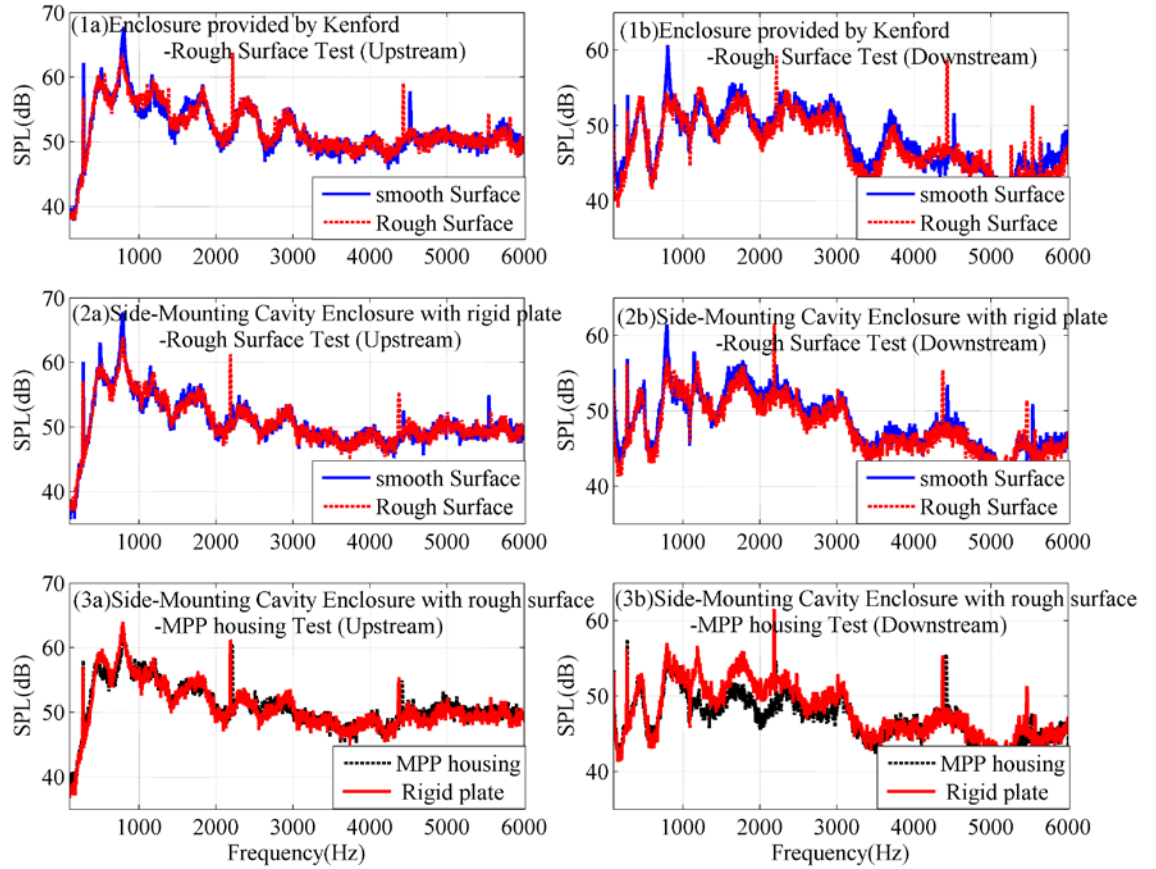 70
(1a)Enclosure provided by Kenford
-Rough Surface Test (Upstream)
60
SPL(dB)
50
40
smooth Surface
Rough Surface
1000 2000 3000 4000 5000 6000
(1b)Enclosure provided by Kenford
-Rough Surface Test (Downstream)
60
SPL(dB)
50
40
smooth Surface
Rough Surface
1000 2000 3000 4000 5000 6000
70
(2a)Side-Mounting Cavity Enclosure with rigid plate
-Rough Surface Test (Upstream)
60
SPL(dB)
50
40
smooth Surface
Rough Surface
1000 2000 3000 4000 5000 6000
(2b)Side-Mounting Cavity Enclosure with rigid plate
-Rough Surface Test (Downstream)
60
SPL(dB)
50
40
smooth Surface
Rough Surface
1000 2000 3000 4000 5000 6000
70
(3a)Side-Mounting Cavity Enclosure with rough surface
-MPP housing Test (Upstream)
60
SPL(dB)
50
40
MPP housing
Rigid plate
1000 2000 3000 4000 5000 6000
Frequency(Hz)
(3b)Side-Mounting Cavity Enclosure with rough surface
-MPP housing Test (Downstream)
60
SPL(dB)
50
40
MPP housing
Rigid plate
1000 2000 3000 4000 5000 6000
Frequency(Hz)